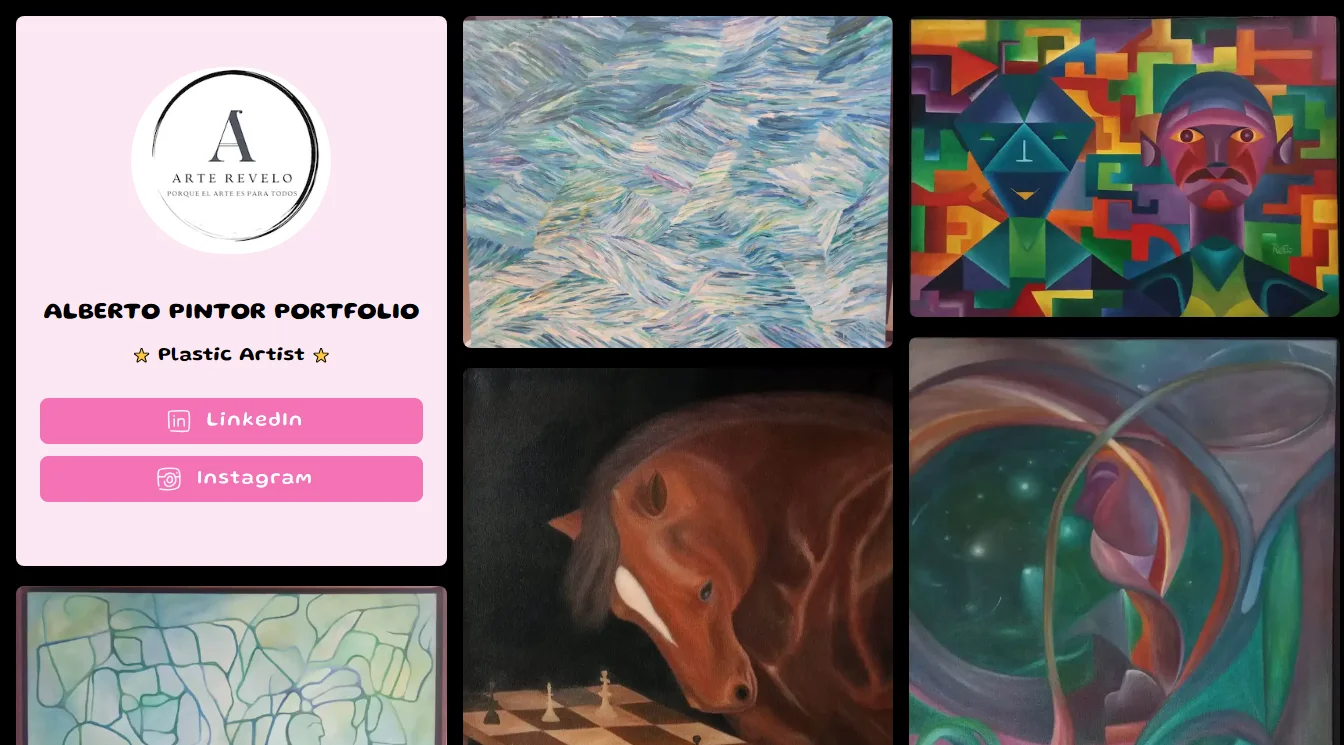 A
ARTE REVELO
PORQUE EL ARTE ES PARA TODOS
ALBERTO PINTOR PORTFOLIO
⭐ Plastic Artist ⭐
LinkedIn
Instagram